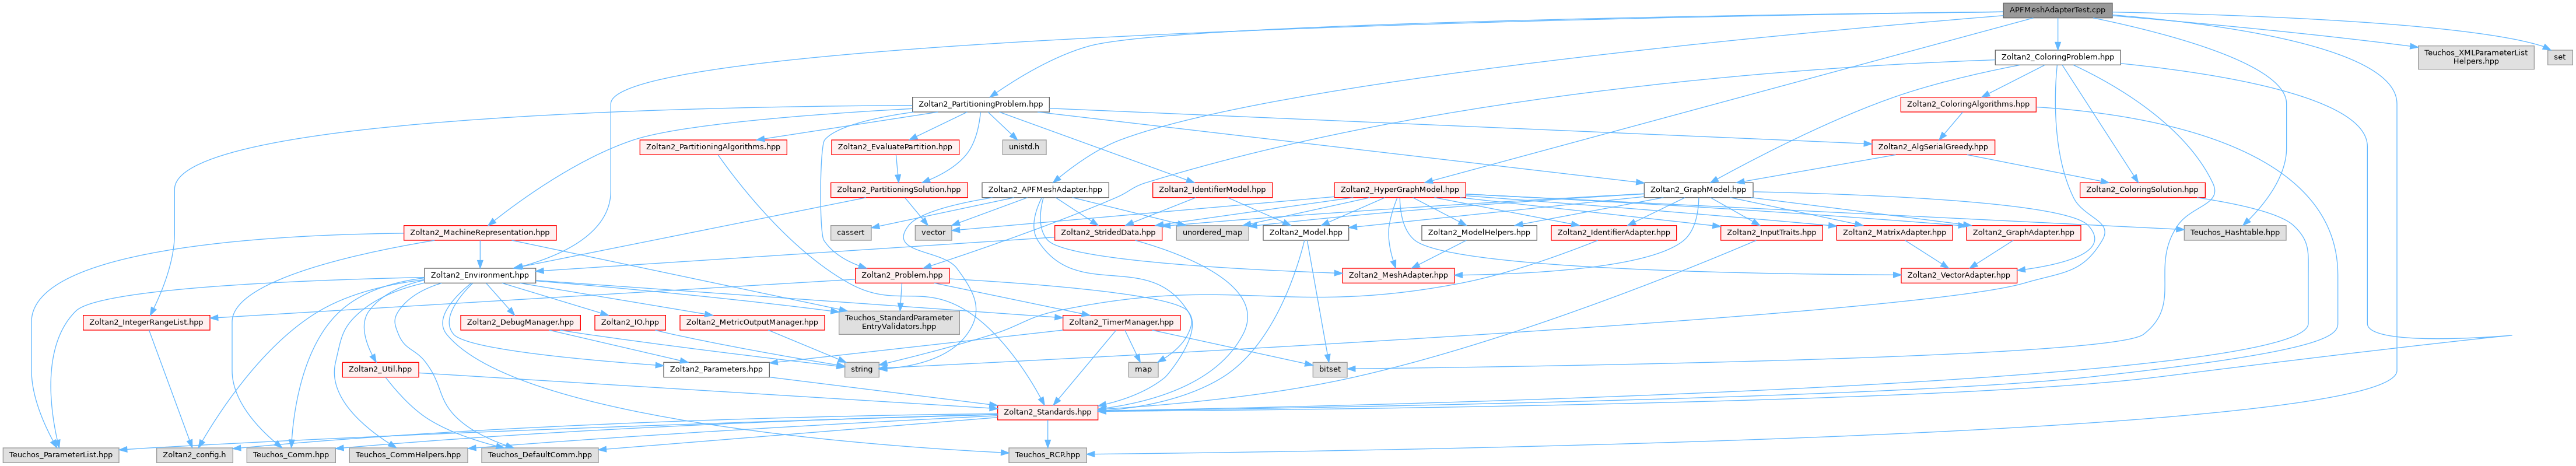 APFMeshAdapterTest.cpp
Zoltan2_ColoringProblem.hpp
Teuchos_XMLParameterList
Helpers.hpp
set
Zoltan2_PartitioningProblem.hpp
Zoltan2_ColoringAlgorithms.hpp
Zoltan2_PartitioningAlgorithms.hpp
Zoltan2_EvaluatePartition.hpp
unistd.h
Zoltan2_AlgSerialGreedy.hpp
Zoltan2_PartitioningSolution.hpp
Zoltan2_APFMeshAdapter.hpp
Zoltan2_IdentifierModel.hpp
Zoltan2_HyperGraphModel.hpp
Zoltan2_GraphModel.hpp
Zoltan2_ColoringSolution.hpp
Zoltan2_MachineRepresentation.hpp
cassert
vector
Zoltan2_StridedData.hpp
unordered_map
Zoltan2_Model.hpp
Zoltan2_ModelHelpers.hpp
Zoltan2_IdentifierAdapter.hpp
Zoltan2_InputTraits.hpp
Zoltan2_MatrixAdapter.hpp
Zoltan2_GraphAdapter.hpp
Teuchos_Hashtable.hpp
Zoltan2_Environment.hpp
Zoltan2_Problem.hpp
Zoltan2_MeshAdapter.hpp
Zoltan2_VectorAdapter.hpp
Zoltan2_IntegerRangeList.hpp
Zoltan2_DebugManager.hpp
Zoltan2_IO.hpp
Zoltan2_MetricOutputManager.hpp
Teuchos_StandardParameter
EntryValidators.hpp
Zoltan2_TimerManager.hpp
Zoltan2_Util.hpp
Zoltan2_Parameters.hpp
string
map
bitset
Zoltan2_Standards.hpp
Teuchos_ParameterList.hpp
Zoltan2_config.h
Teuchos_Comm.hpp
Teuchos_CommHelpers.hpp
Teuchos_DefaultComm.hpp
Teuchos_RCP.hpp